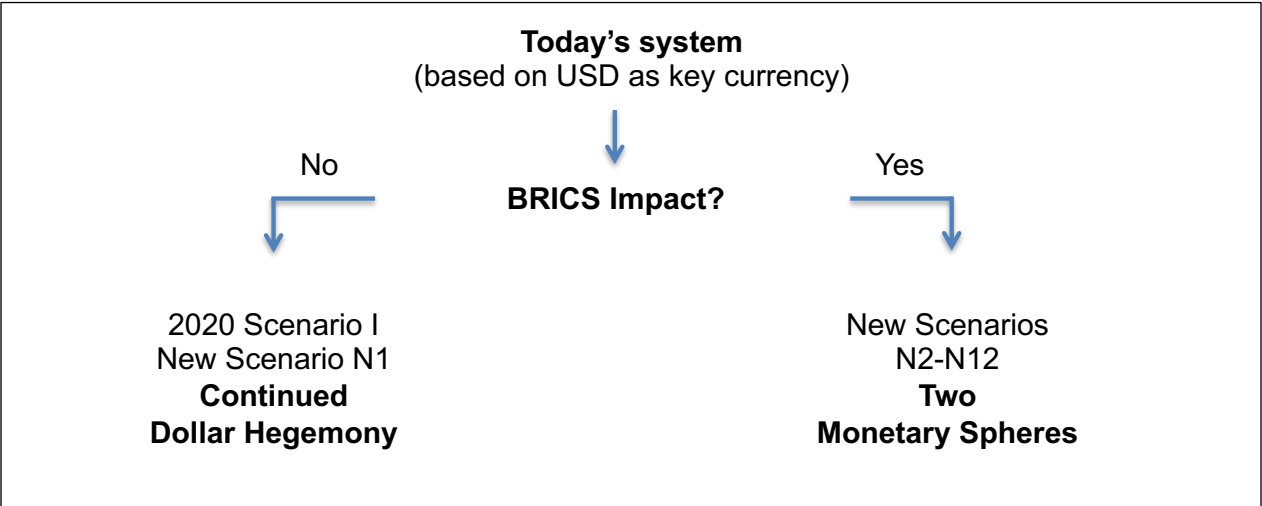 Today’s system
(based on USD as key currency)
No
Yes
BRICS Impact?
2020 Scenario I
New Scenario N1
Continued
Dollar Hegemony
New Scenarios
N2-N12
Two
Monetary Spheres